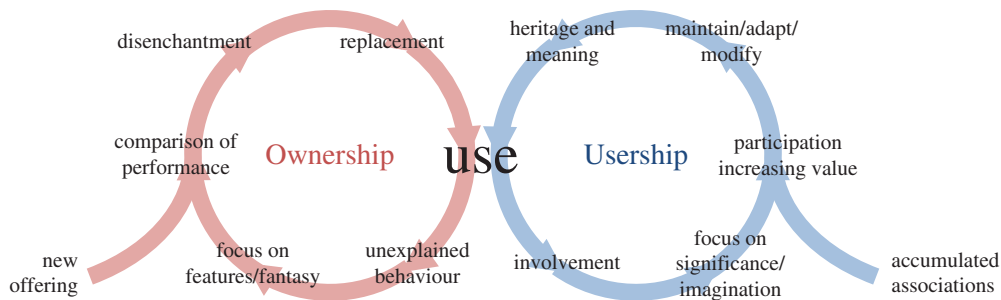 disenchantment
replacement
comparison of
performance
Ownership
new
offering
focus on
features/fantasy
unexplained
behaviour
use
heritage and
meaning
maintain/adapt/
modify
Usership
participation
increasing value
involvement
focus on
significance/
imagination
accumulated
associations